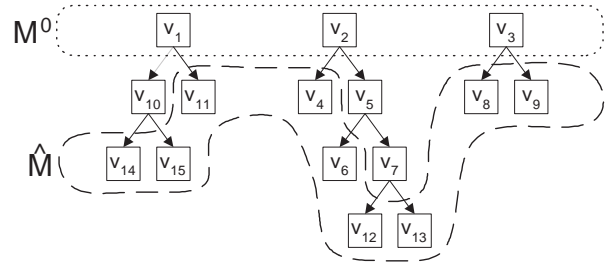 M⁰ v₁ v₂ v₃
v₁₀ v₁₁ v₄ v₅ v₈ v₉
M̂ v₁₄ v₁₅ v₆ v₇
v₁₂ v₁₃